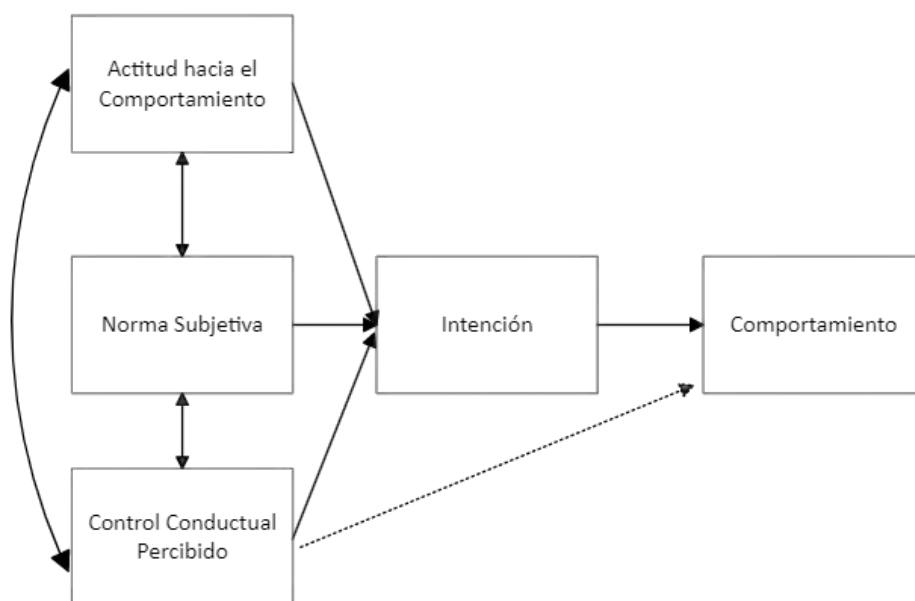 Actitud hacia el
Comportamiento
Norma Subjetiva
Intención
Comportamiento
Control Conductual
Percibido